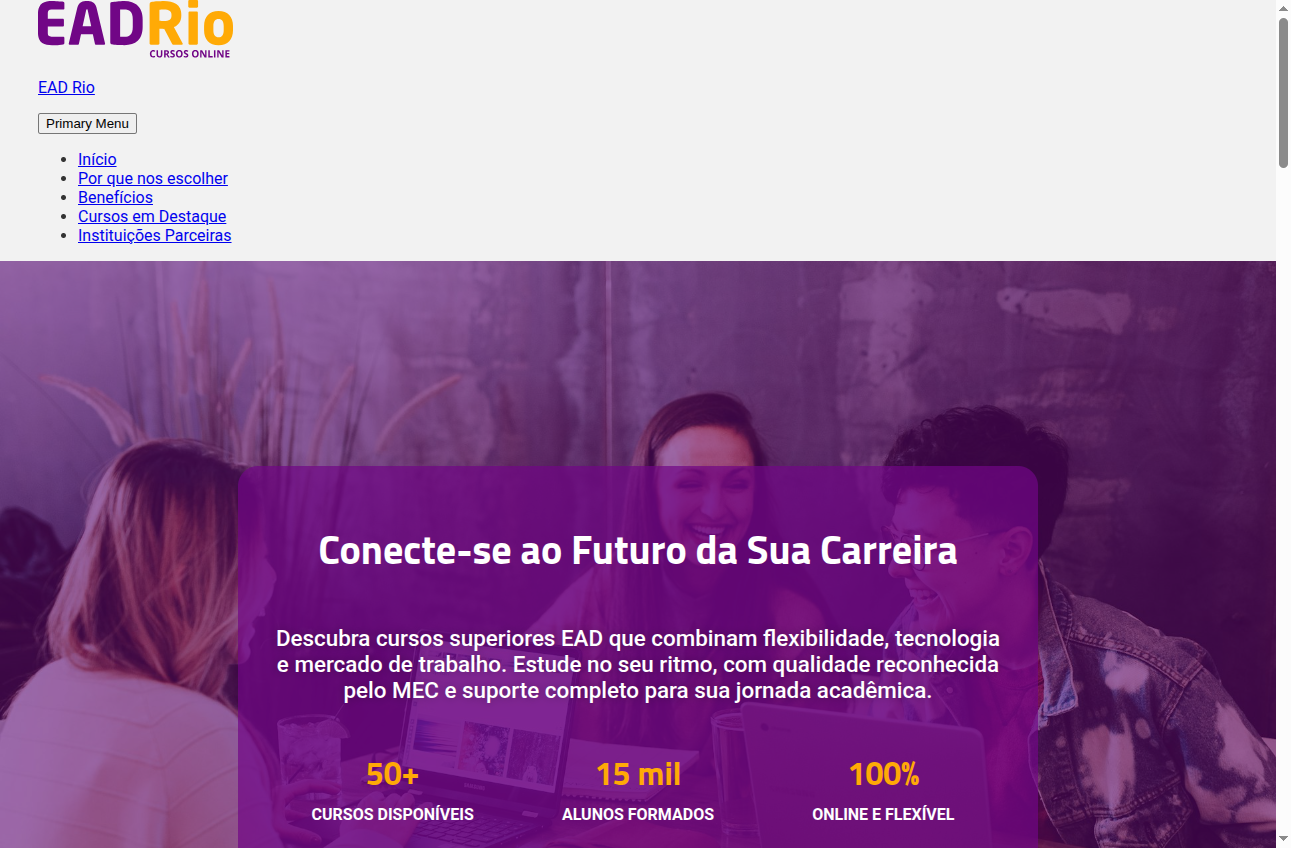 EADRio
CURSOS ONLINE
EAD Rio
Primary Menu
Início
Por que nos escolher
Benefícios
Cursos em Destaque
Instituições Parceiras
Conecte-se ao Futuro da Sua Carreira
Descubra cursos superiores EAD que combinam flexibilidade, tecnologia
e mercado de trabalho. Estude no seu ritmo, com qualidade reconhecida
pelo MEC e suporte completo para sua jornada acadêmica.
50+ 15 mil 100%
CURSOS DISPONÍVEIS ALUNOS FORMADOS ONLINE E FLEXÍVEL